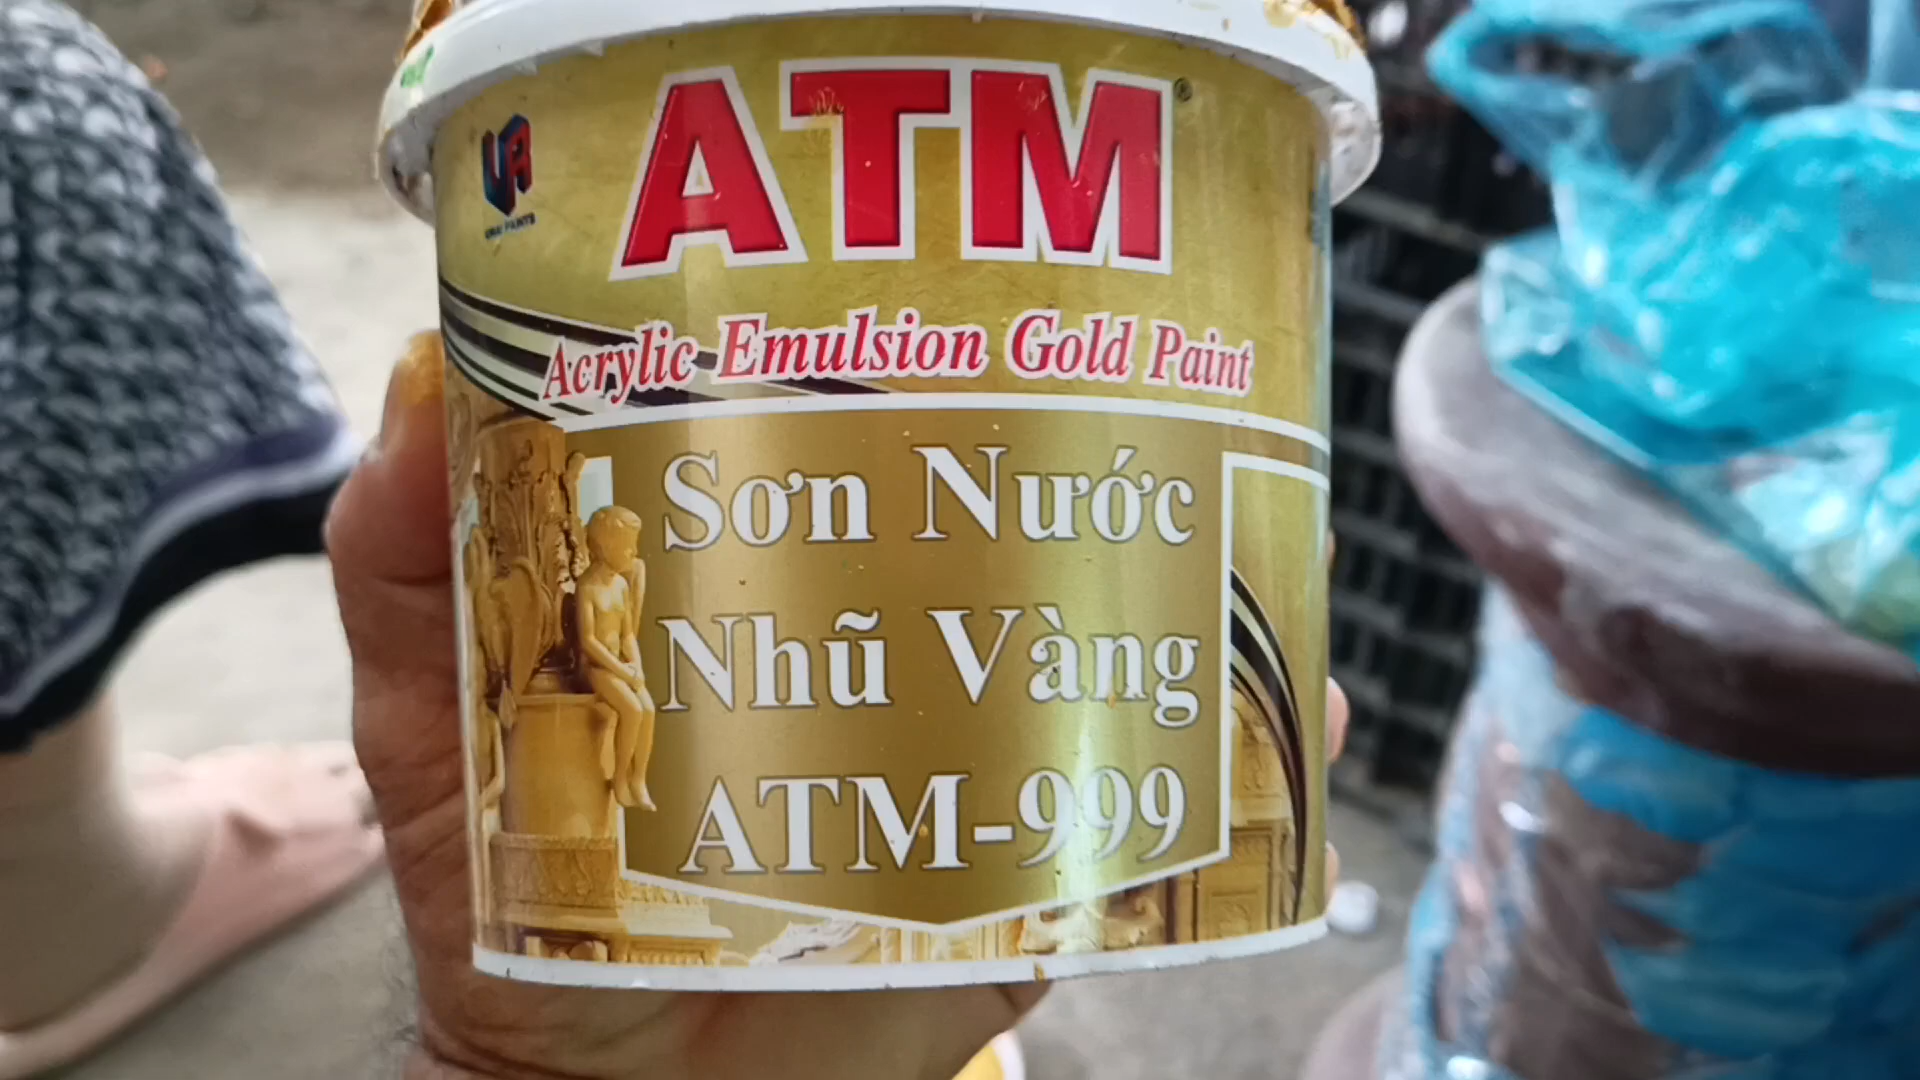 ATM®
Acrylic Emulsion Gold Paint
Sơn Nước
Nhũ Vàng
ATM-999